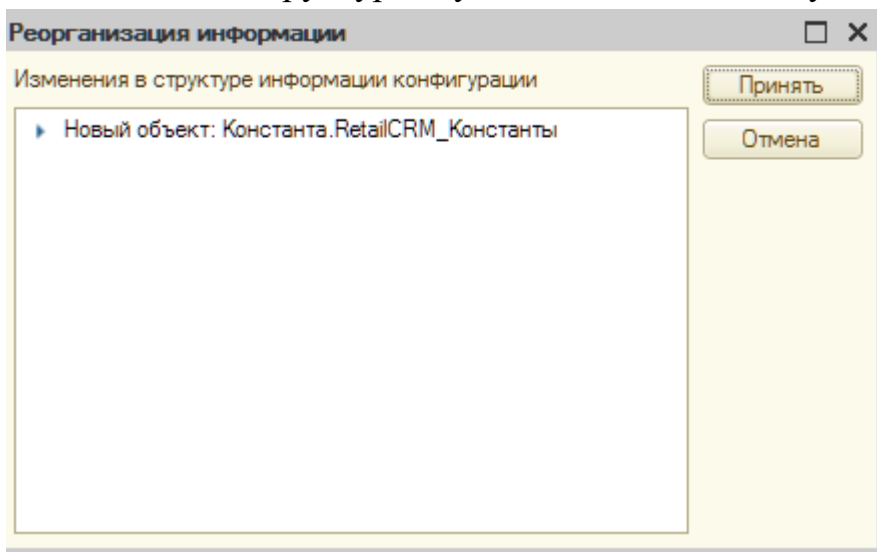 Реорганизация информации
Изменения в структуре информации конфигурации
Принять
Новый объект: Константа.RetailCRM_Константы
Отмена